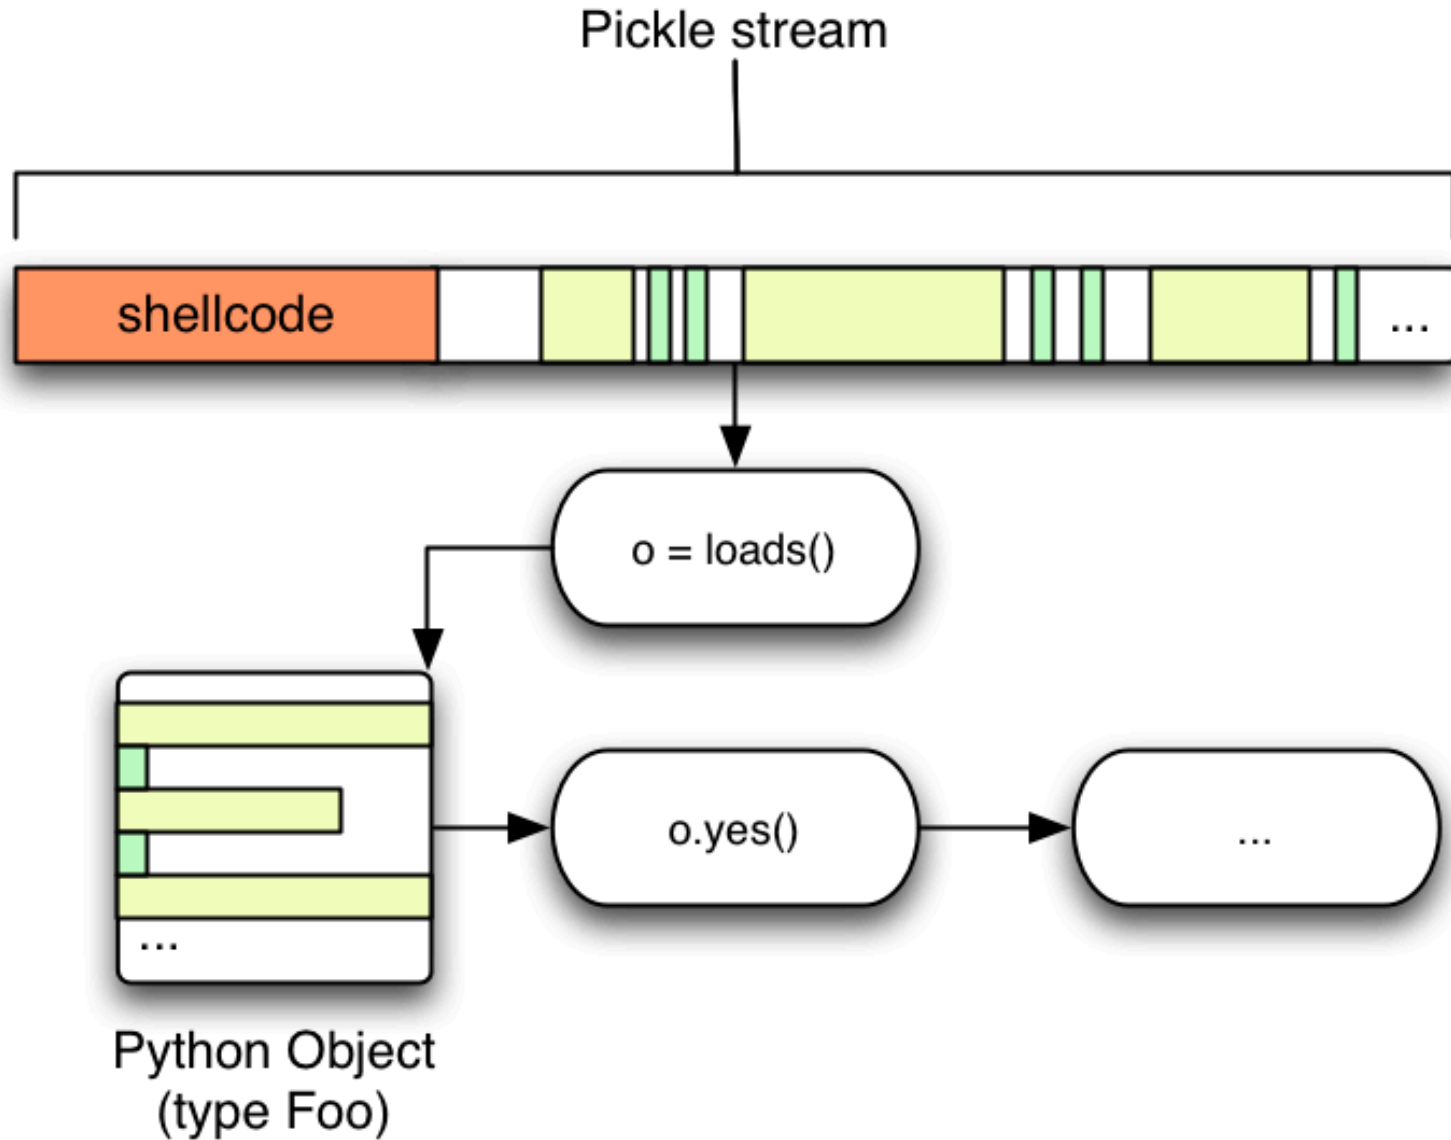 Pickle stream
shellcode
...
o = loads()
o.yes()
...
...
Python Object
(type Foo)